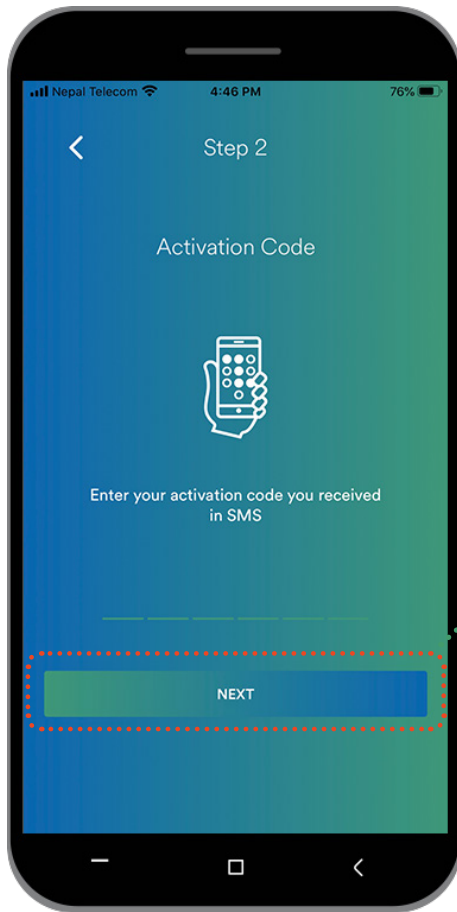 Nepal Telecom 4:46 PM 76%
Step 2
Activation Code
Enter your activation code you received
in SMS
NEXT